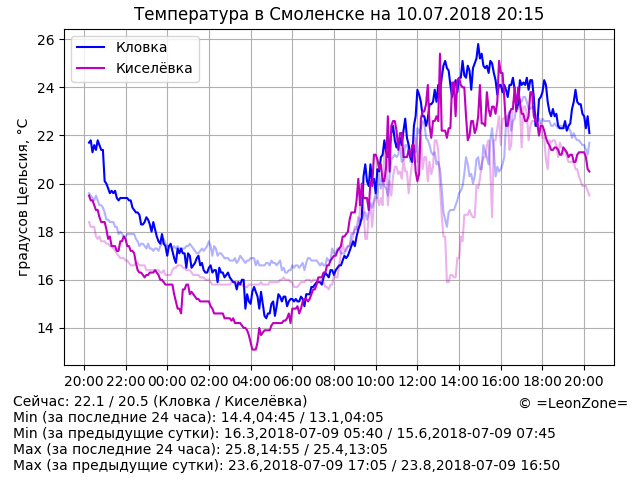 Температура в Смоленске на 10.07.2018 20:15
Кловка
Киселёвка
градусов Цельсия, °C
26
24
22
20
18
16
14
20:00 22:00 00:00 02:00 04:00 06:00 08:00 10:00 12:00 14:00 16:00 18:00 20:00
Сейчас: 22.1 / 20.5 (Кловка / Киселёвка)
© =LeonZone=
Min (за последние 24 часа): 14.4,04:45 / 13.1,04:05
Min (за предыдущие сутки): 16.3,2018-07-09 05:40 / 15.6,2018-07-09 07:45
Max (за последние 24 часа): 25.8,14:55 / 25.4,13:05
Max (за предыдущие сутки): 23.6,2018-07-09 17:05 / 23.8,2018-07-09 16:50